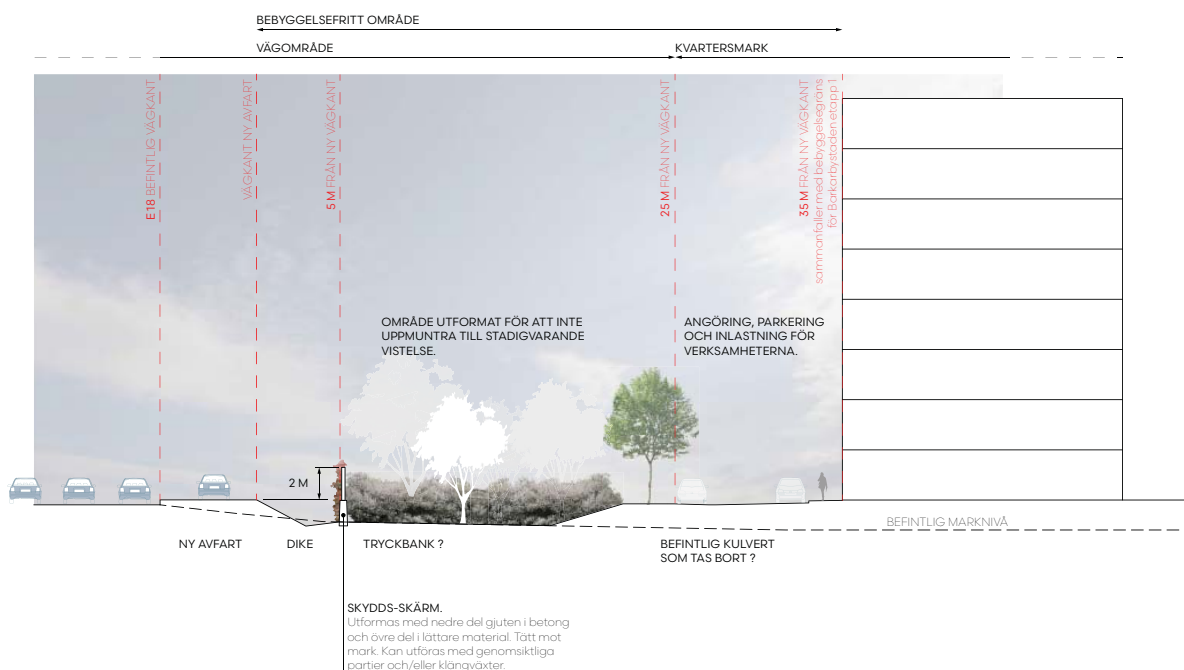 BEBYGGELSEFRITT OMRÅDE
VÄGOMRÅDE
KVARTERSMARK
E18 BEFINTLIG VÄGKANT
VÄGKANT NY AVFART
5 M FRÅN NY VÄGKANT
25 M FRÅN NY VÄGKANT
35 M FRÅN NY VÄGKANT
sammanfaller med bebyggelsegräns
för Barkarbystaden etapp 1
OMRÅDE UTFORMAT FÖR ATT INTE
UPPMUNTRA TILL STADIGVARANDE
VISTELSE.
ANGÖRING, PARKERING
OCH INLASTNING FÖR
VERKSAMHETERNA.
2 M
BEFINTLIG MARKNIVÅ
NY AVFART
DIKE
TRYCKBANK ?
BEFINTLIG KULVERT
SOM TAS BORT ?
SKYDDS-SKÄRM.
Utformas med nedre del gjuten i betong
och övre del i lättare material. Tätt mot
mark. Kan utföras med genomsiktliga
partier och/eller klängväxter.